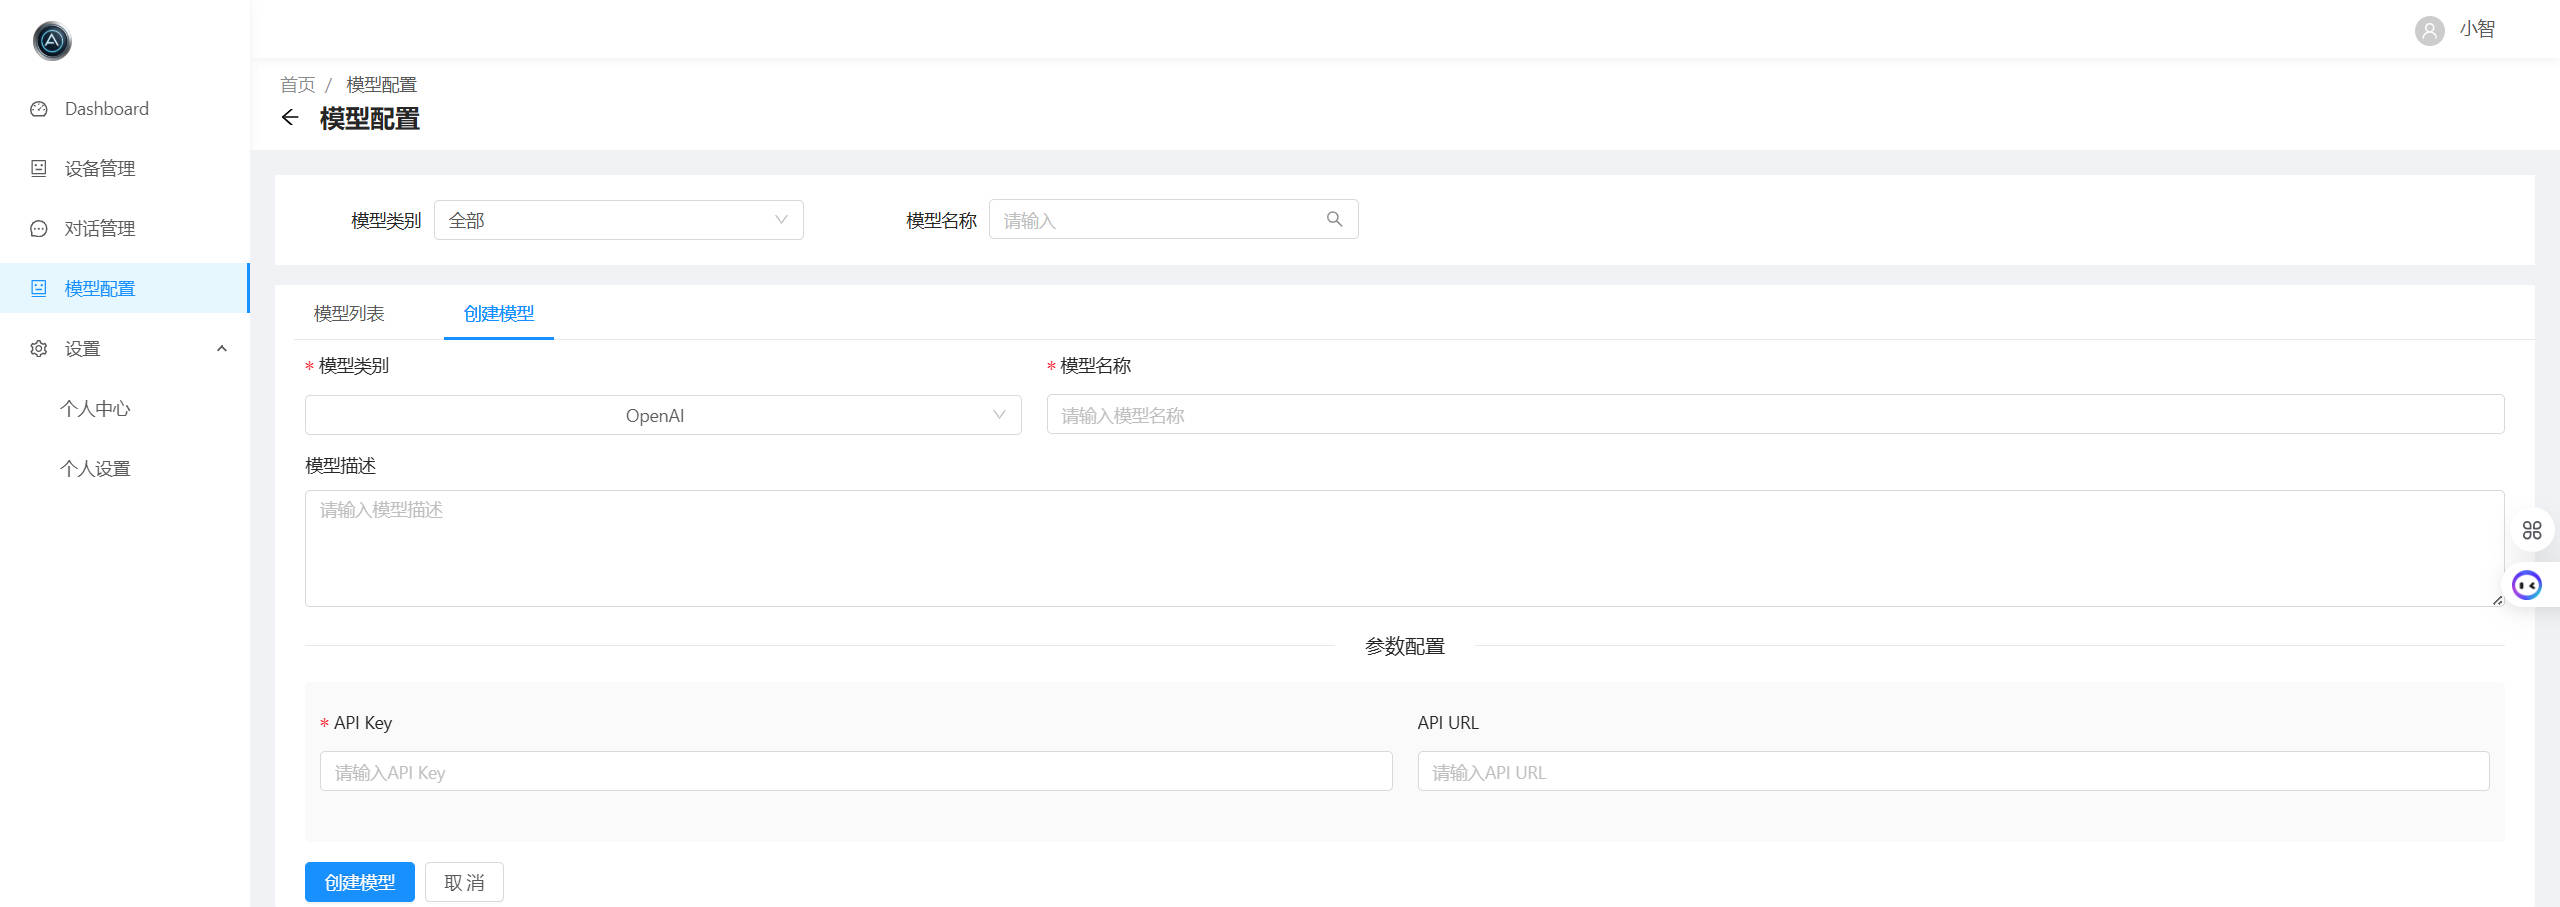 小智
Dashboard
设备管理
对话管理
模型配置
设置
个人中心
个人设置
首页 / 模型配置
模型配置
模型类别 全部 模型名称 请输入
模型列表 创建模型
* 模型类别 * 模型名称
OpenAI 请输入模型名称
模型描述
请输入模型描述
参数配置
* API Key API URL
请输入API Key 请输入API URL
创建模型 取 消